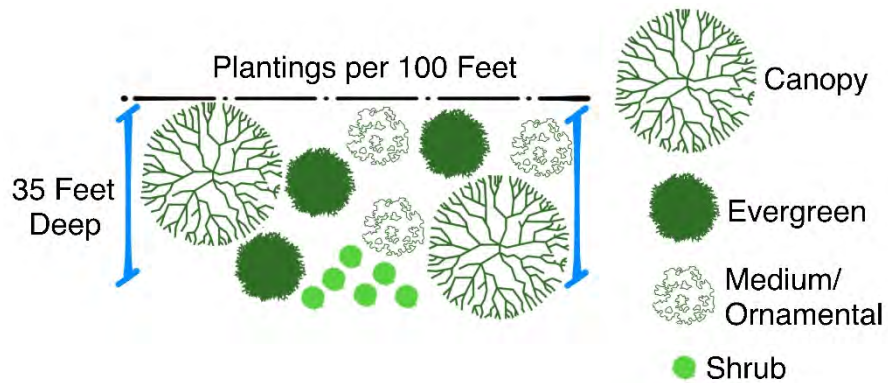 Plantings per 100 Feet
35 Feet
Deep
Canopy
Evergreen
Medium/
Ornamental
Shrub